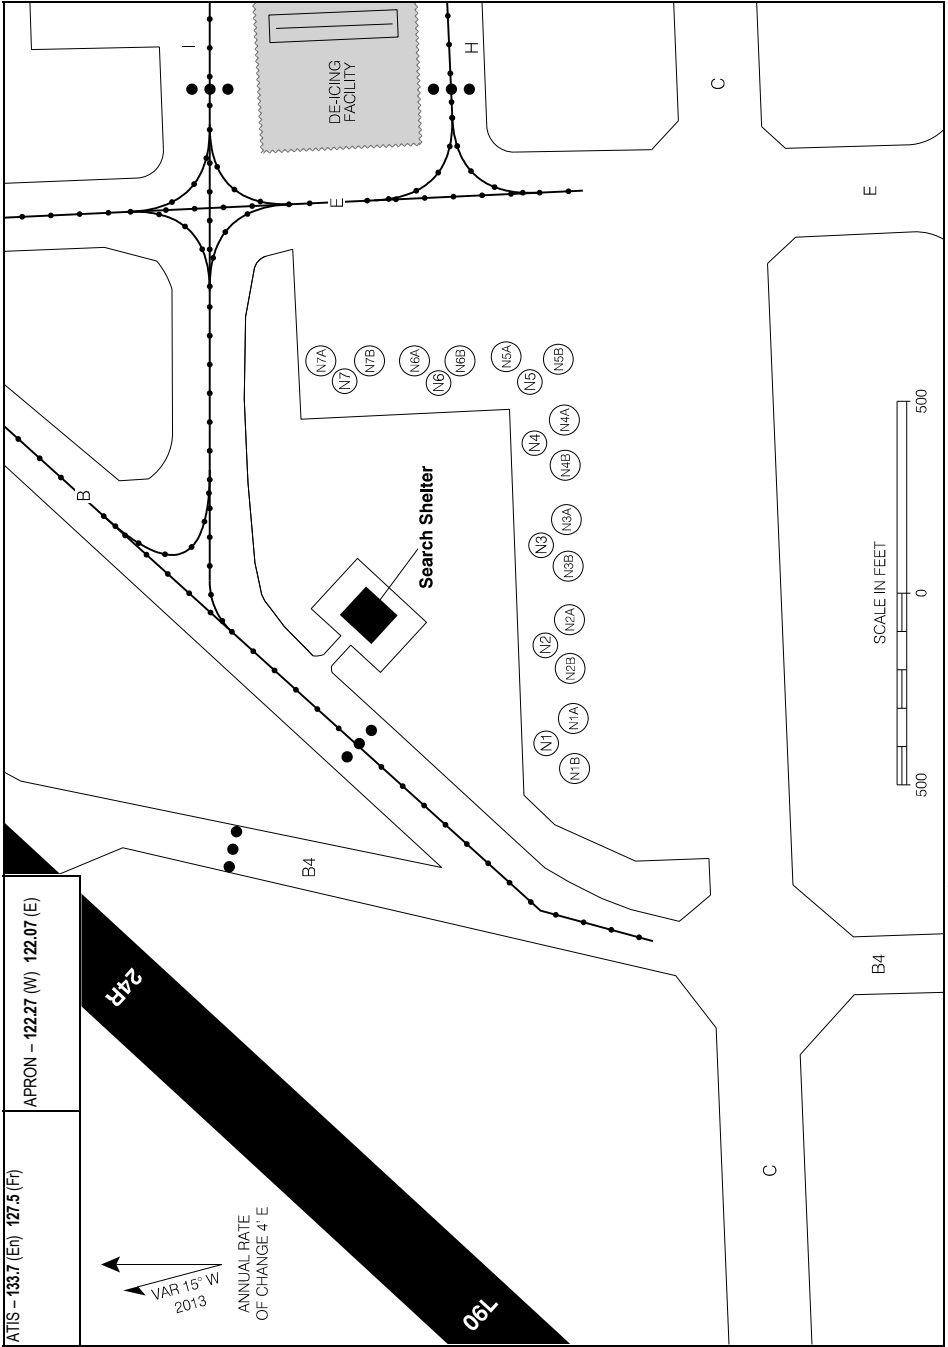 ATIS – 133.7 (En) 127.5 (Fr)
APRON – 122.27 (W) 122.07 (E)
I
DE-ICING
FACILITY
H
C
E
E
B
N7A
N7
N7B
N6A
N6
N6B
N5A
N5
N5B
N4
N4A
N4B
N3
N3A
N3B
N2
N2A
N2B
N1
N1A
N1B
Search Shelter
B4
B4
24R
06L
C
VAR 15° W
2013
ANNUAL RATE
OF CHANGE 4' E
SCALE IN FEET
500
0
500